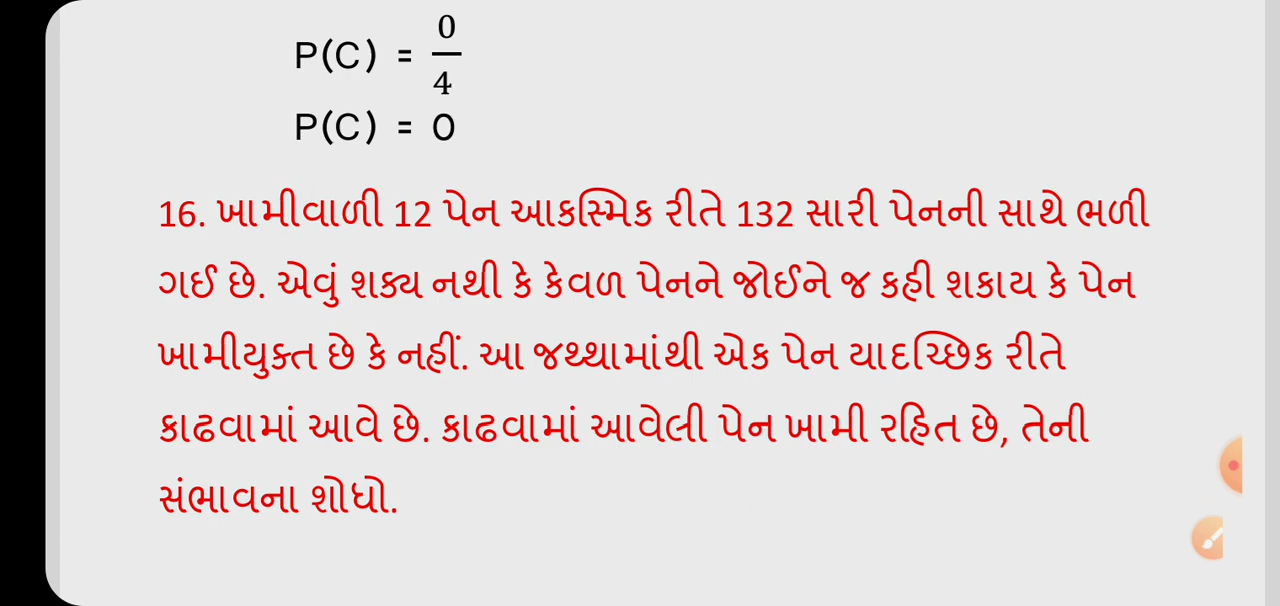 P(C) = 0/4
P(C) = 0
16. ખામીવાળી 12 પેન આકસ્મિક રીતે 132 સારી પેનની સાથે ભળી
ગઈ છે. એવું શક્ય નથી કે કેવળ પેનને જોઈને જ કહી શકાય કે પેન
ખામીયુક્ત છે કે નહીં. આ જથ્થામાંથી એક પેન યાદચ્છિક રીતે
કાઢવામાં આવે છે. કાઢવામાં આવેલી પેન ખામી રહિત છે, તેની
સંભાવના શોધો.